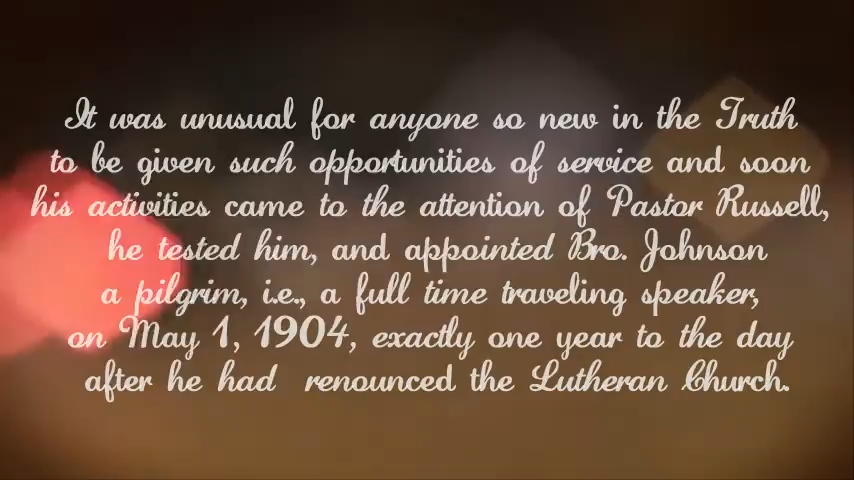 It was unusual for anyone so new in the Truth
to be given such opportunities of service and soon
his activities came to the attention of Pastor Russell,
he tested him, and appointed Bro. Johnson
a pilgrim, i.e., a full time traveling speaker,
on May 1, 1904, exactly one year to the day
after he had renounced the Lutheran Church.